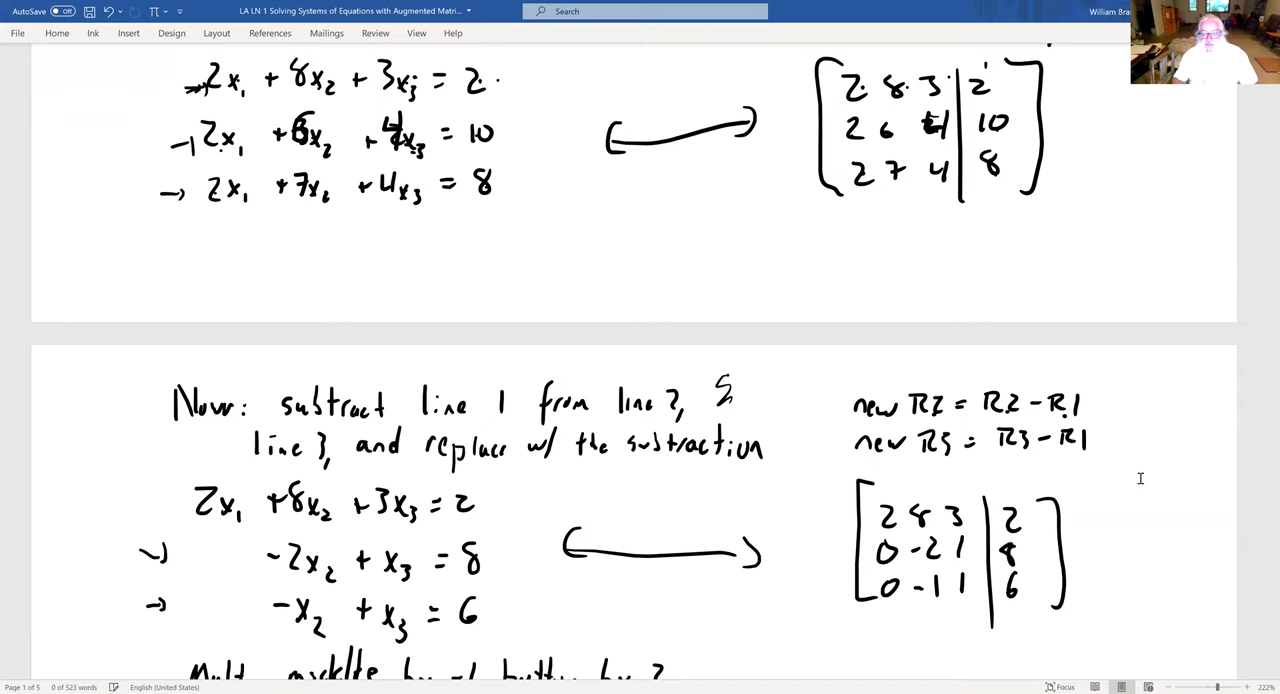 AutoSave Off LA LN 1 Solving Systems of Equations with Augmented Matri... Search William Bra
File Home Ink Insert Design Layout References Mailings Review View Help
→ 2x₁ + 8x₂ + 3x₃ = 2
→ 2x₁ + 6x₂ + 4x₃ = 10
→ 2x₁ + 7x₂ + 4x₃ = 8
2 8 3 | 2
2 6 4 | 10
2 7 4 | 8
Now: subtract line 1 from line 2, &
line 3, and replace w/ the subtraction
new R2 = R2 - R1
new R3 = R3 - R1
2x₁ + 8x₂ + 3x₃ = 2
→ -2x₂ + x₃ = 8
→ -x₂ + x₃ = 6
2 8 3 | 2
0 -2 1 | 8
0 -1 1 | 6
Page 1 of 5 0 of 523 words English (United States) Focus 222%